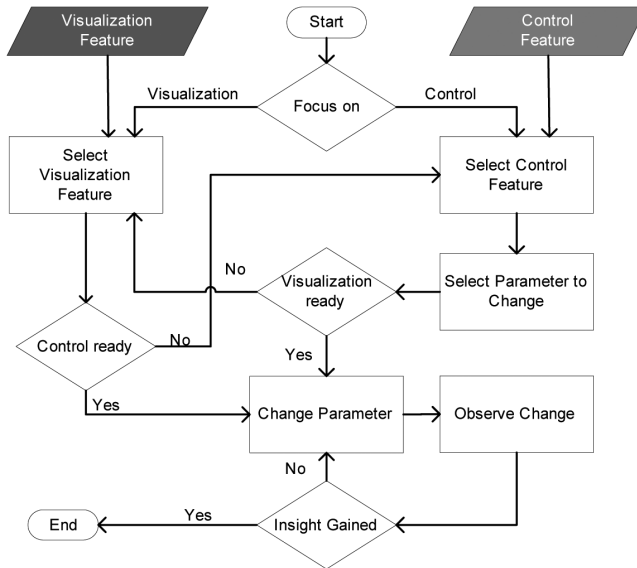 Visualization
Feature
Start
Control
Feature
Visualization
Focus on
Control
Select
Visualization
Feature
Select Control
Feature
No
Visualization
ready
Select Parameter to
Change
Control ready
No
Yes
Yes
Change Parameter
Observe Change
No
End
Yes
Insight Gained